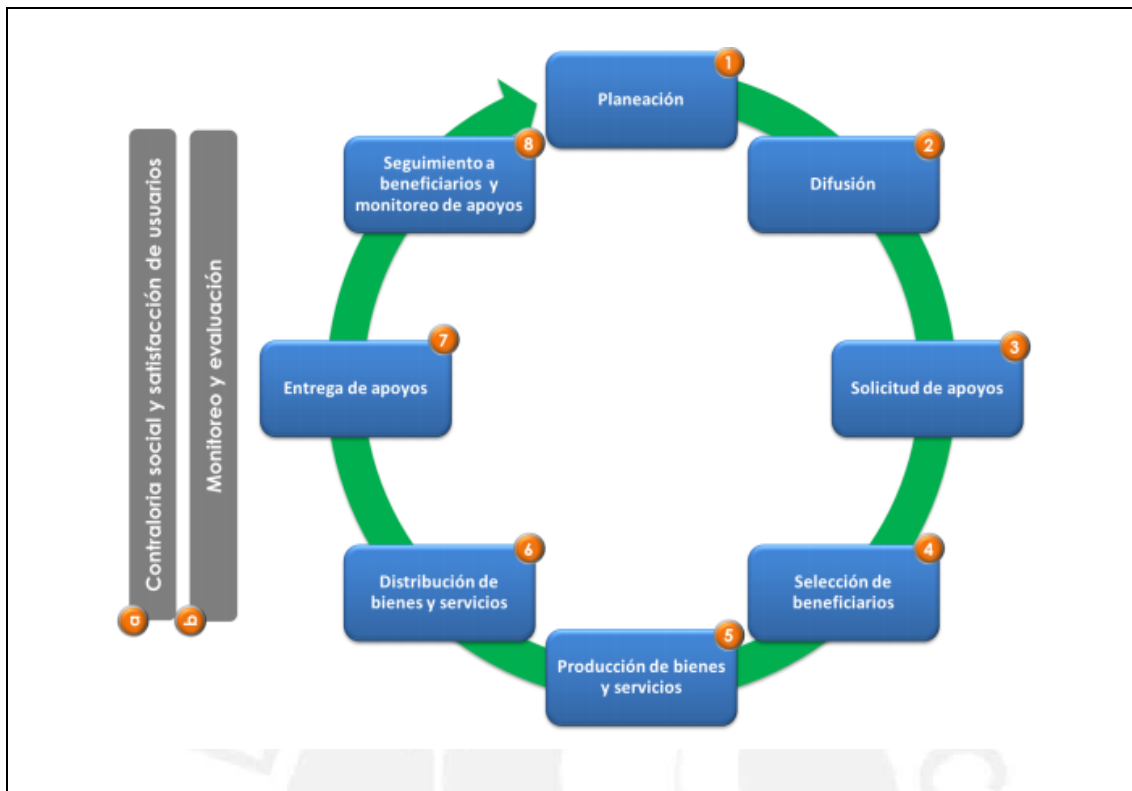 1
Planeación
2
Difusión
3
Solicitud de apoyos
4
Selección de
beneficiarios
5
Producción de bienes
y servicios
6
Distribución de
bienes y servicios
7
Entrega de apoyos
8
Seguimiento a
beneficiarios y
monitoreo de apoyos
a
Contraloria social y satisfacción de usuarios
b
Monitoreo y evaluación